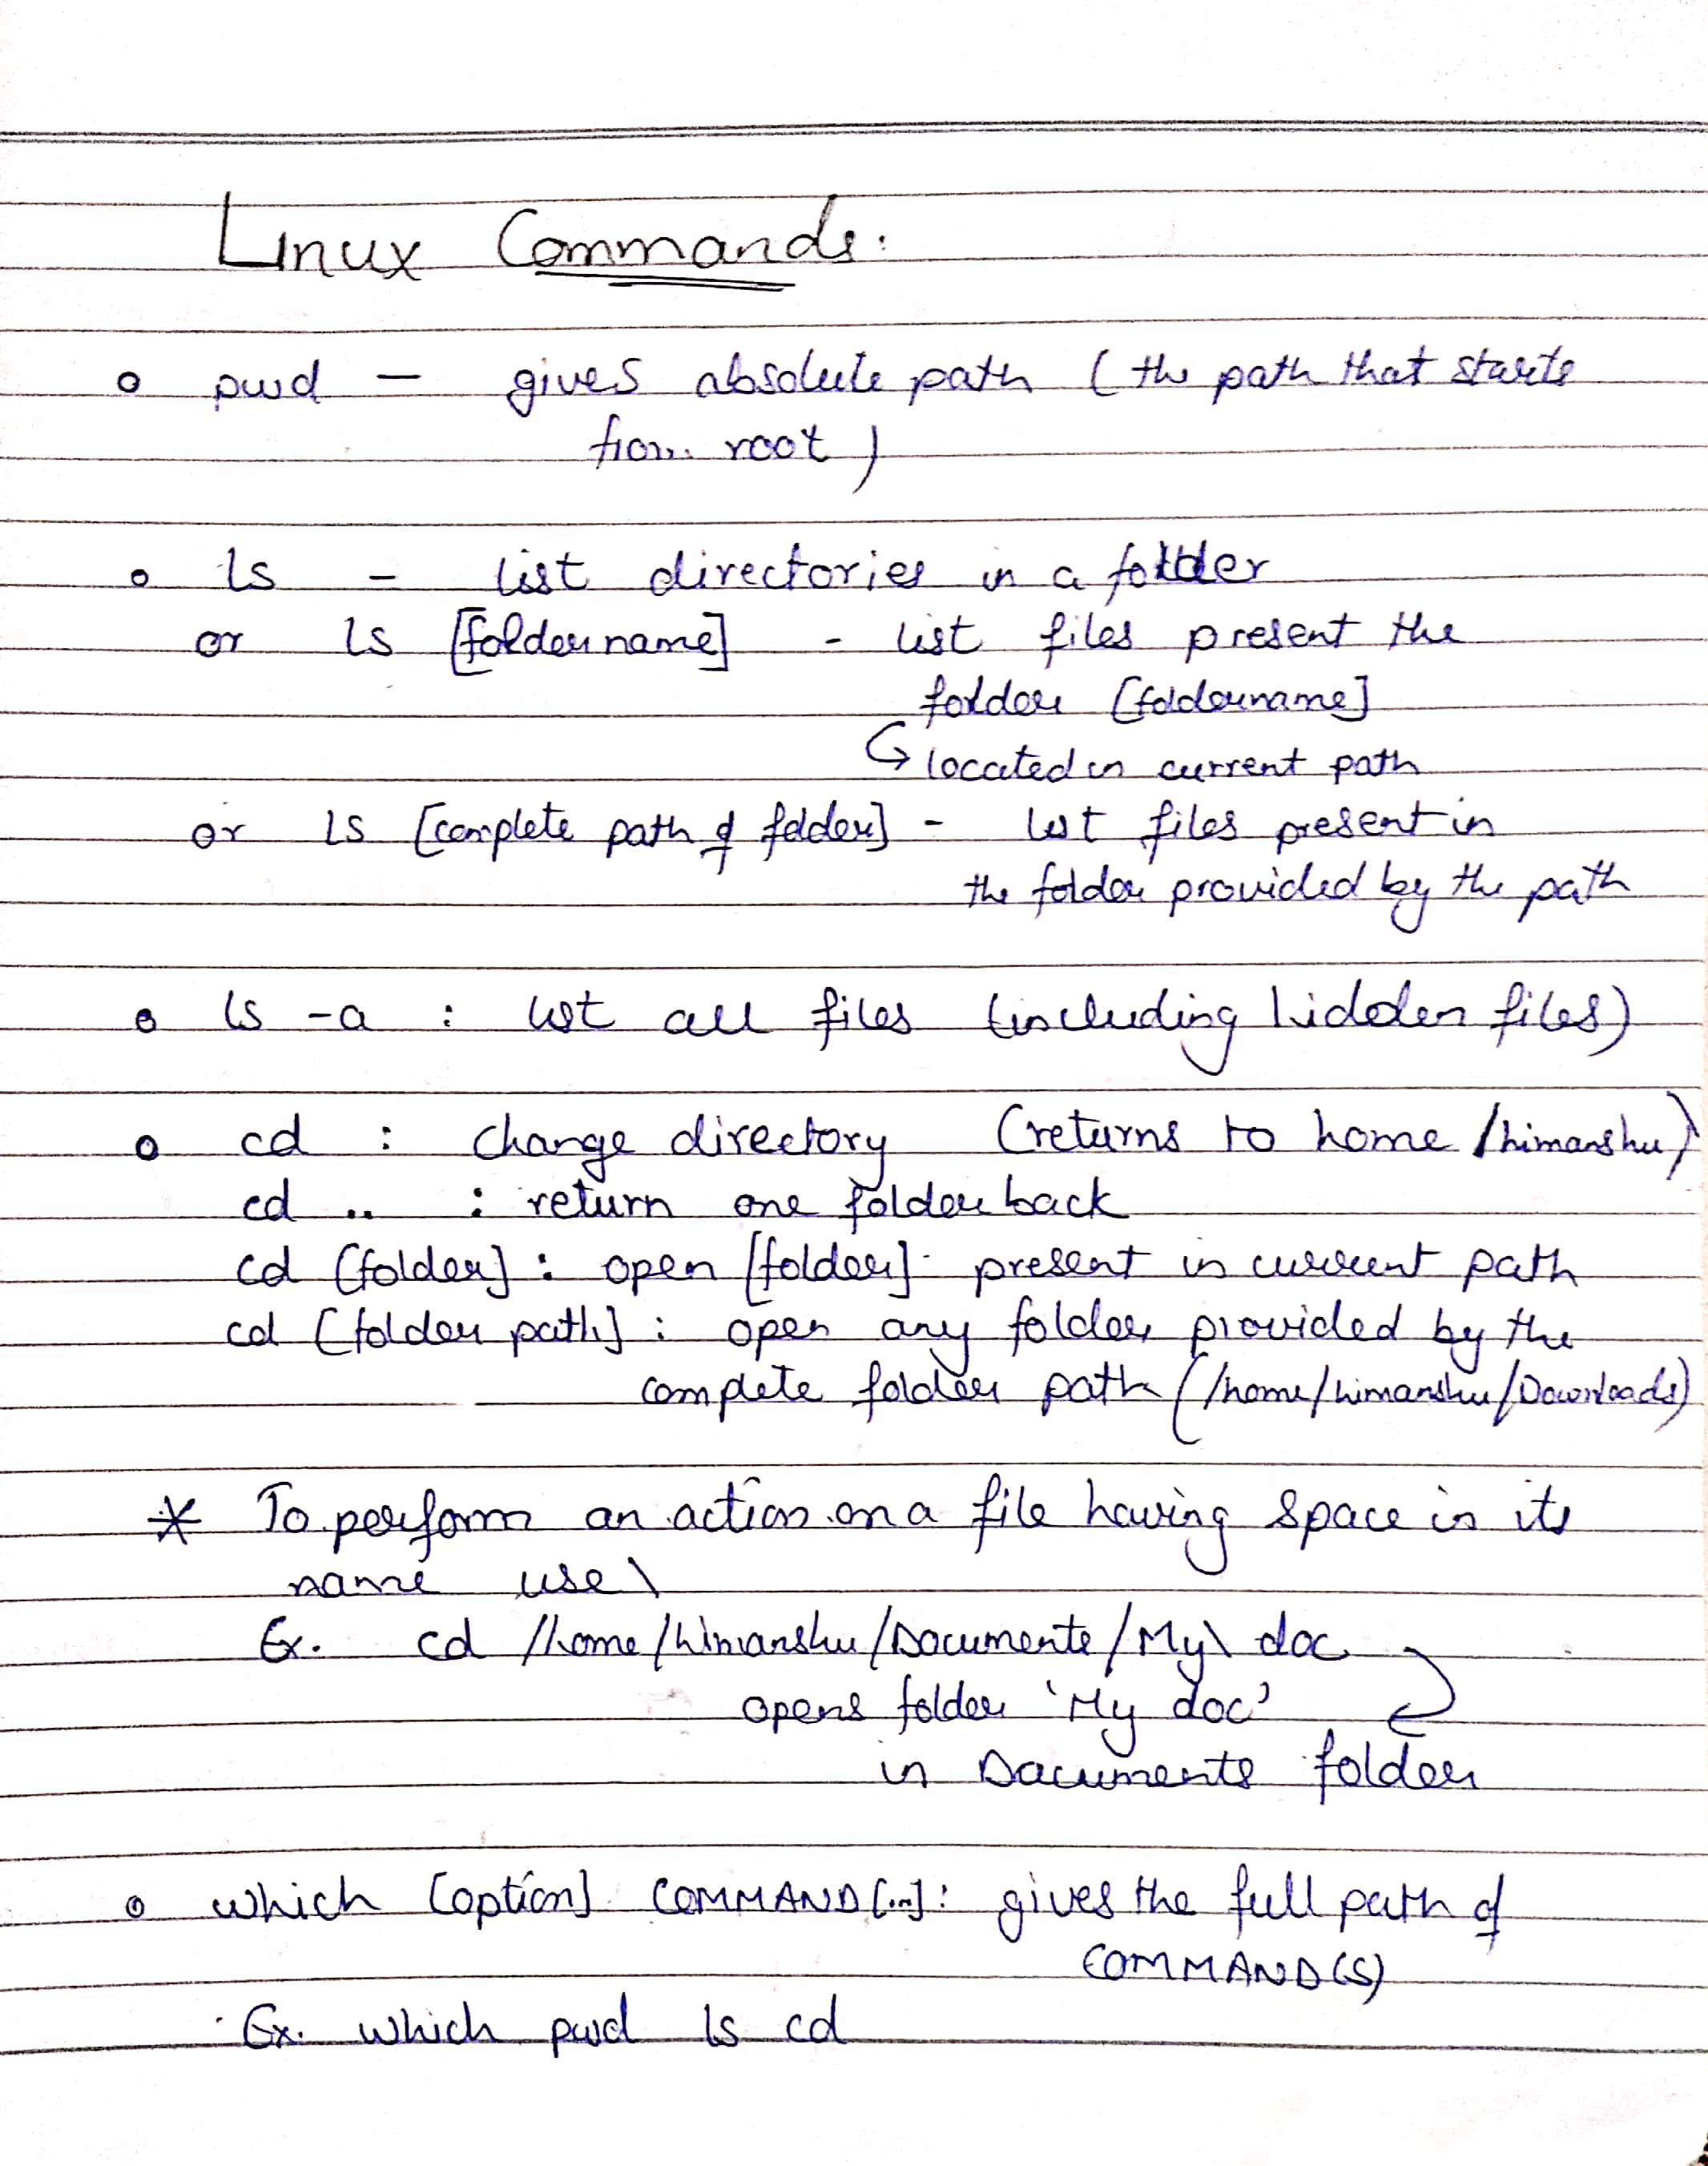 Linux Commands:
o pwd — gives absolute path (the path that starts
from root)
o ls - list directories in a folder
or ls [foldername] - list files present the
folder [foldername]
↳ located in current path
or ls [complete path of folder] - list files present in
the folder provided by the path
o ls -a : list all files (including hidden files)
o cd : change directory (returns to home /himanshu)
cd .. : return one folder back
cd [folder] : open [folder] present in current path
cd [folder path] : open any folder provided by the
complete folder path (/home/himanshu/Downloads)
* To perform an action on a file having space in its
name use \
Ex. cd /home/himanshu/Documents/My\ doc
opens folder 'My doc'
in Documents folder
o which [option] COMMAND[...]: gives the full path of
COMMAND(S)
Ex. which pwd ls cd